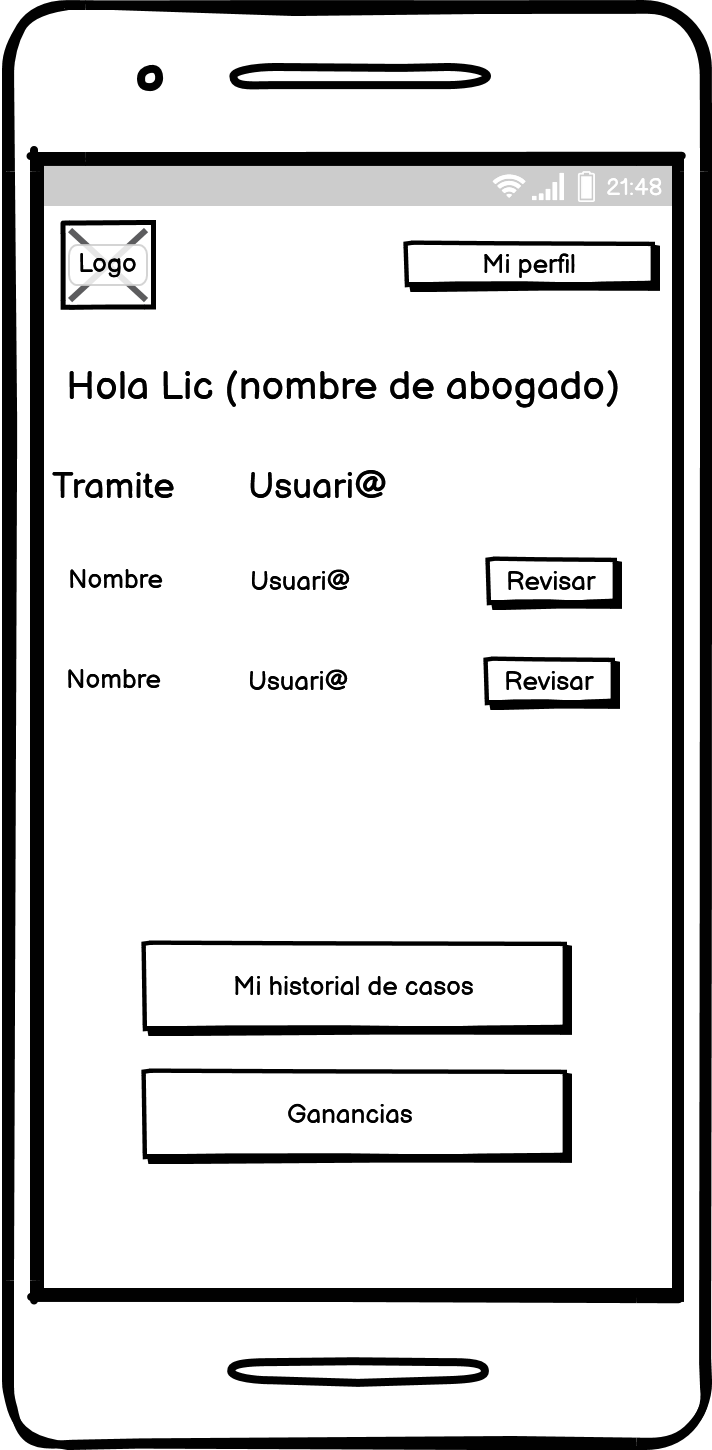 21:48
Logo
Mi perfil
Hola Lic (nombre de abogado)
Tramite Usuari@
Nombre Usuari@ Revisar
Nombre Usuari@ Revisar
Mi historial de casos
Ganancias